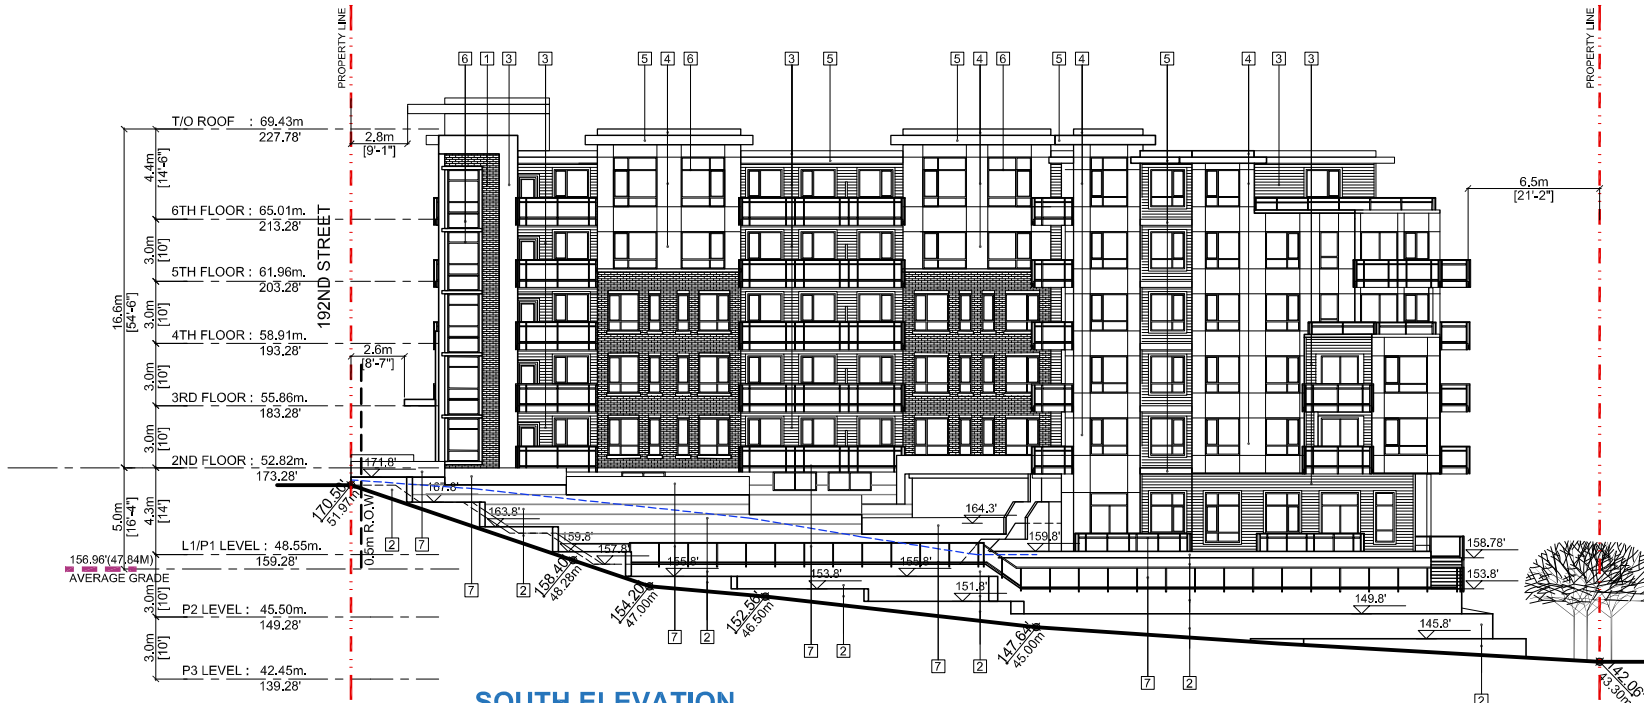 PROPERTY LINE
PROPERTY LINE
6 1 3 3 5 4 6 3 5 5 4 6 5 4 5 4 3 3
T/O ROOF : 69.43m
227.78'
2.8m
[9'-1"]
4.4m
[14'-6"]
6.5m
[21'-2"]
6TH FLOOR : 65.01m.
213.28'
192ND STREET
3.0m
[10']
5TH FLOOR : 61.96m.
203.28'
16.6m
[54'-6"]
3.0m
[10']
4TH FLOOR : 58.91m.
193.28'
2.6m
[8'-7"]
3.0m
[10']
3RD FLOOR : 55.86m.
183.28'
3.0m
[10']
2ND FLOOR : 52.82m.
173.28'
171.8'
167.8'
170.50'
51.97m
0.5m R.O.W.
5.0m
[16'-4"]
4.3m
[14']
163.8'
164.3'
159.8'
159.8'
157.8'
L1/P1 LEVEL : 48.55m.
159.28'
2 7
156.96'(47.84M)
AVERAGE GRADE
158.78'
155.8'
155.8'
153.8'
153.8'
151.8'
149.8'
145.8'
158.40'
48.28m
154.20'
47.00m
152.56'
46.50m
147.64'
45.00m
142.06'
43.30m
7 2
3.0m
[10']
P2 LEVEL : 45.50m.
149.28'
7 2 7 2 7 2
3.0m
[10']
P3 LEVEL : 42.45m.
139.28'
7 2 2
SOUTH ELEVATION